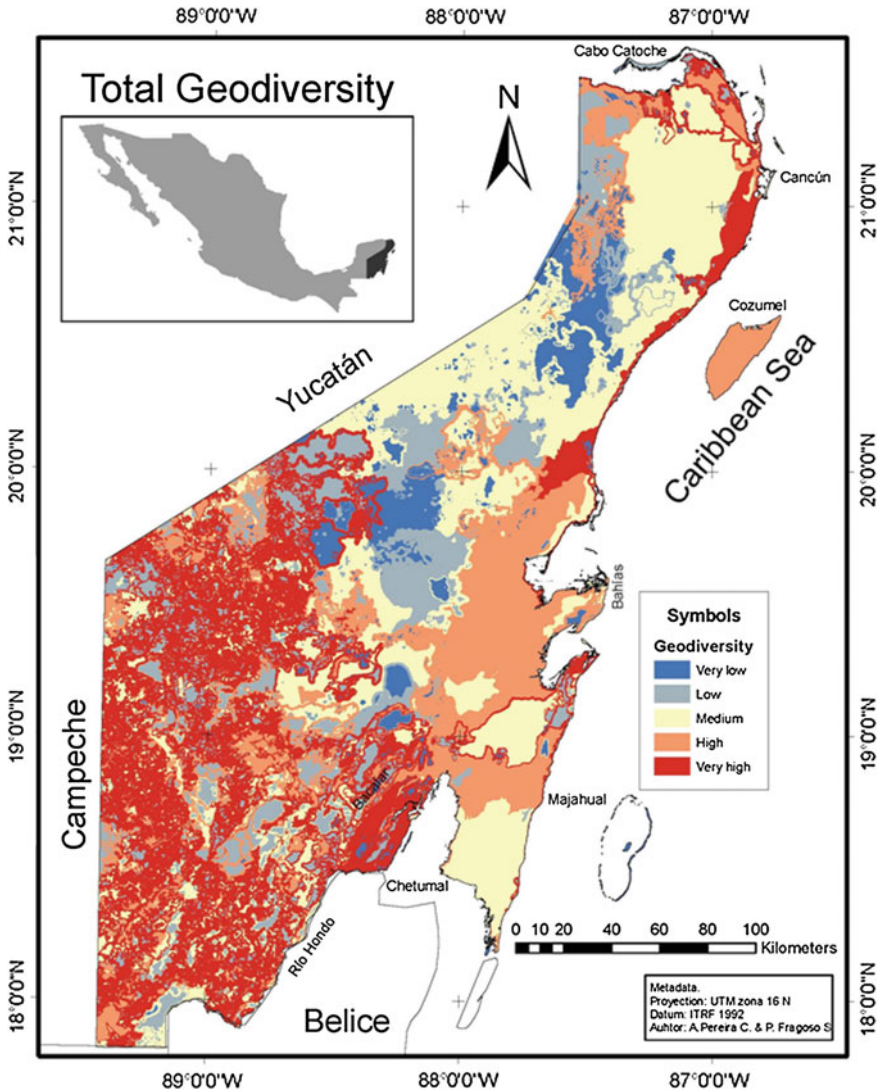 89°0'0"W 88°0'0"W 87°0'0"W
Cabo Catoche
Total Geodiversity
N
Cancún
21°0'0"N
21°0'0"N
Cozumel
Yucatán
Caribbean Sea
20°0'0"N
20°0'0"N
Bahías
Symbols
Geodiversity
Very low
Low
Medium
High
Very high
19°0'0"N
19°0'0"N
Campeche
Bacalar
Majahual
Chetumal
Río Hondo
0 10 20 40 60 80 100
Kilometers
18°0'0"N
18°0'0"N
Belice
Metadata.
Proyection: UTM zona 16 N
Datum: ITRF 1992
Auhtor: A.Pereira C. & P. Fragoso S
89°0'0"W 88°0'0"W 87°0'0"W